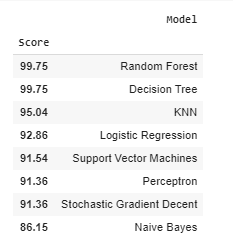 Model
Score
99.75 Random Forest
99.75 Decision Tree
95.04 KNN
92.86 Logistic Regression
91.54 Support Vector Machines
91.36 Perceptron
91.36 Stochastic Gradient Decent
86.15 Naive Bayes